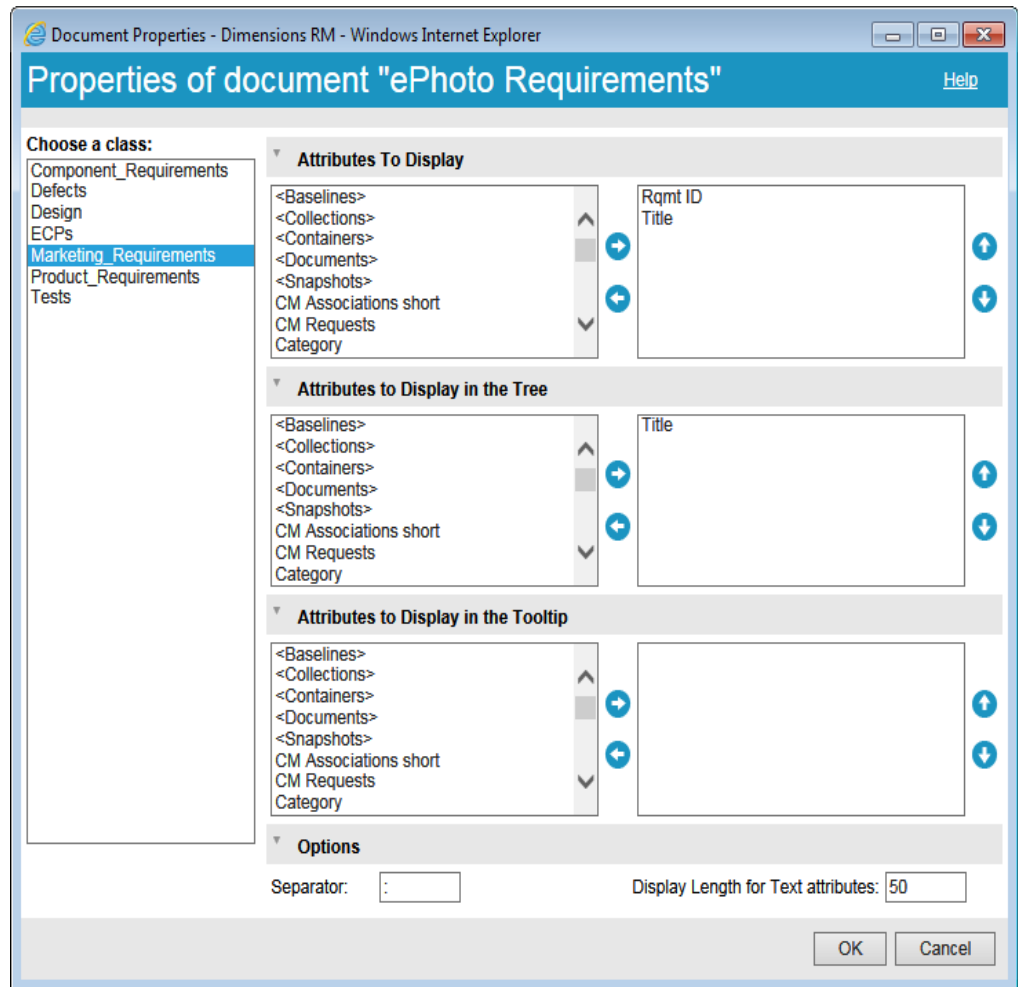 Document Properties - Dimensions RM - Windows Internet Explorer
Properties of document "ePhoto Requirements"
Help
Choose a class:
Component_Requirements
Defects
Design
ECPs
Marketing_Requirements
Product_Requirements
Tests
Attributes To Display
<Baselines>
<Collections>
<Containers>
<Documents>
<Snapshots>
CM Associations short
CM Requests
Category
Rqmt ID
Title
Attributes to Display in the Tree
<Baselines>
<Collections>
<Containers>
<Documents>
<Snapshots>
CM Associations short
CM Requests
Category
Title
Attributes to Display in the Tooltip
<Baselines>
<Collections>
<Containers>
<Documents>
<Snapshots>
CM Associations short
CM Requests
Category
Options
Separator: :
Display Length for Text attributes: 50
OK
Cancel